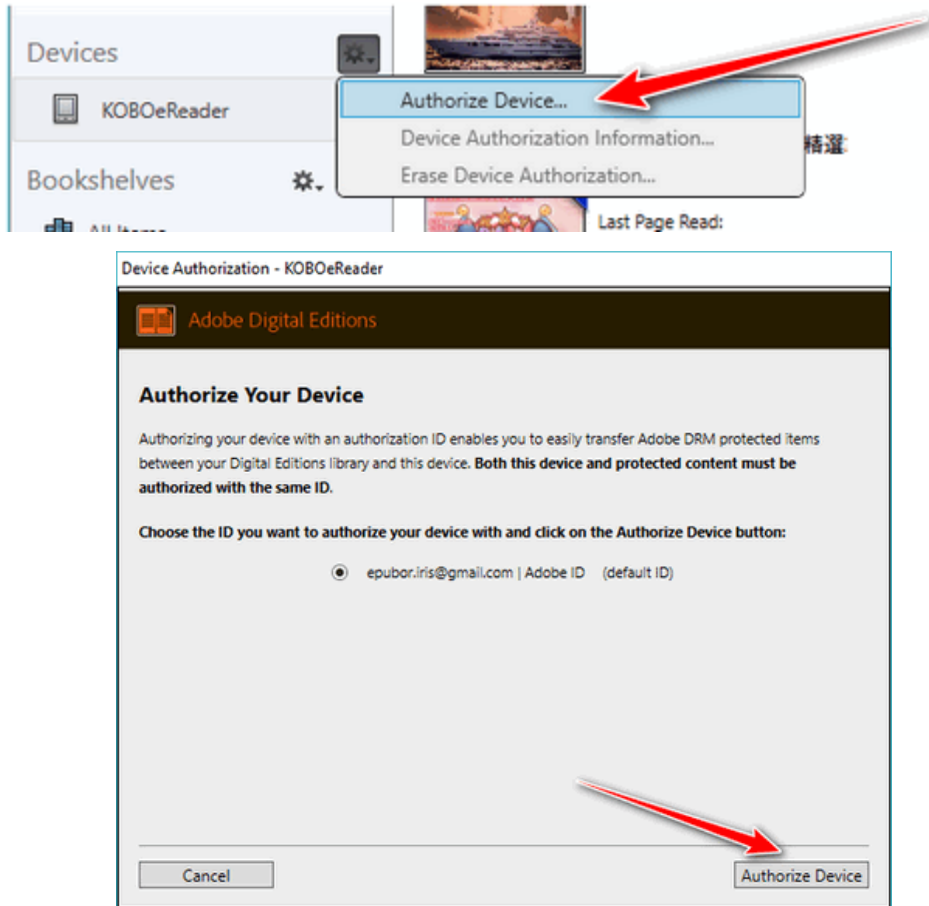 Devices
KOBOeReader
Authorize Device...
Device Authorization Information...
Erase Device Authorization...
精選
Bookshelves
All Items
Last Page Read:
Device Authorization - KOBOeReader
Adobe Digital Editions
Authorize Your Device
Authorizing your device with an authorization ID enables you to easily transfer Adobe DRM protected items
between your Digital Editions library and this device. Both this device and protected content must be
authorized with the same ID.
Choose the ID you want to authorize your device with and click on the Authorize Device button:
epubor.iris@gmail.com | Adobe ID (default ID)
Cancel
Authorize Device